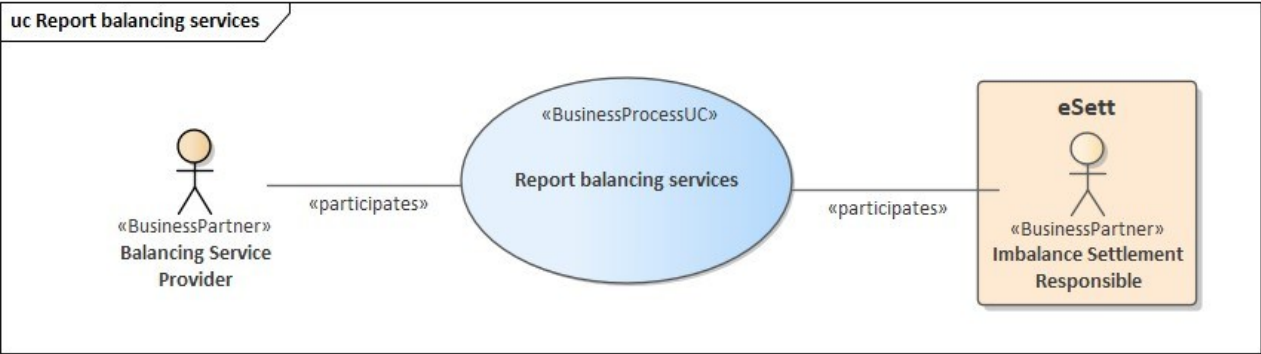 uc Report balancing services
«BusinessProcessUC»
Report balancing services
«participates»
«BusinessPartner»
Balancing Service
Provider
«participates»
eSett
«BusinessPartner»
Imbalance Settlement
Responsible